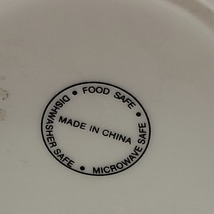 • FOOD SAFE •
MICROWAVE SAFE •
DISHWASHER SAFE
MADE IN CHINA